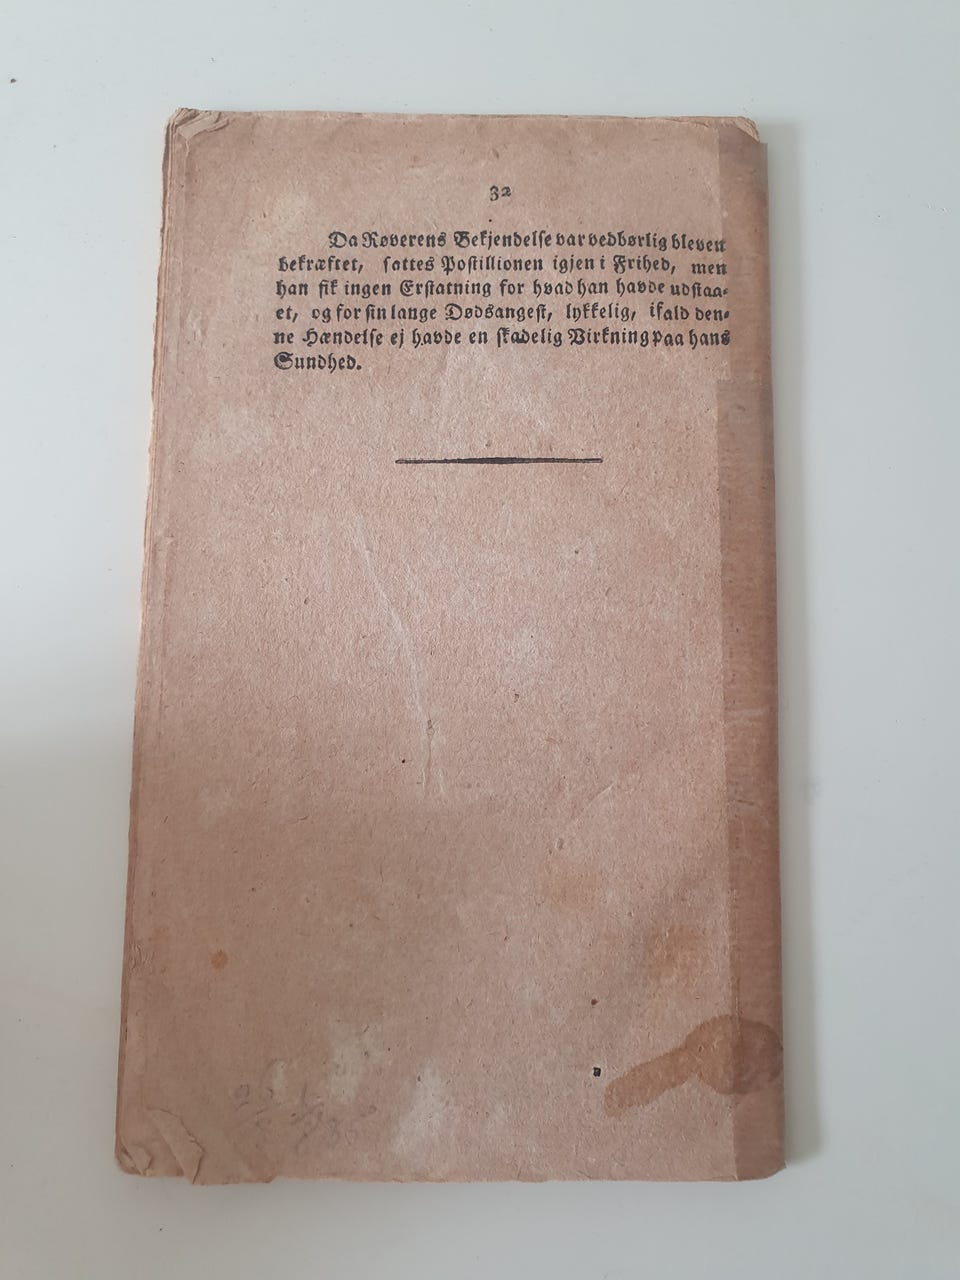 32
Da Røverens Bekjendelse var vedbørlig bleven
bekræftet, sattes Postillionen igjen i Frihed, men
han fik ingen Erstatning for hvad han havde udstaa-
et, og for sin lange Dødsangest, lykkelig, ifald den-
ne Hændelse ej havde en skadelig Virkning paa hans
Sundhed.